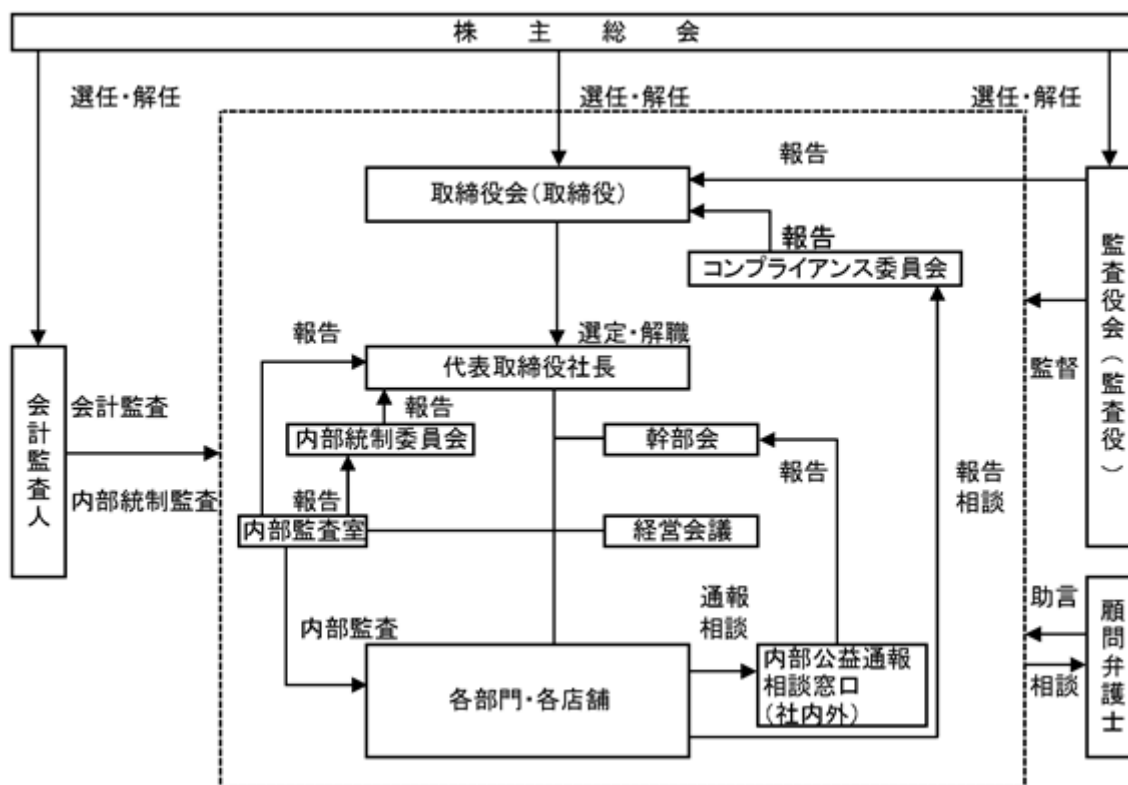 株主総会
選任・解任
選任・解任
選任・解任
報告
取締役会(取締役)
報告
コンプライアンス委員会
監査役会(監査役)
監督
選定・解職
報告
代表取締役社長
報告
会計監査人
会計監査
内部統制監査
内部統制委員会
幹部会
報告
報告
報告
相談
内部監査室
経営会議
内部監査
通報
相談
助言
相談
顧問弁護士
各部門・各店舗
内部公益通報
相談窓口
(社内外)